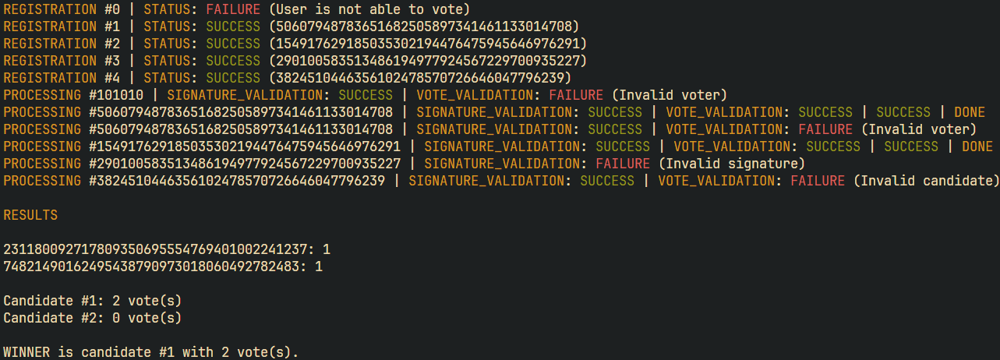 REGISTRATION #0 | STATUS: FAILURE (User is not able to vote)
REGISTRATION #1 | STATUS: SUCCESS (50607948783651682505897341461133014708)
REGISTRATION #2 | STATUS: SUCCESS (154917629185035302194476475945646976291)
REGISTRATION #3 | STATUS: SUCCESS (290100583513486194977924567229700935227)
REGISTRATION #4 | STATUS: SUCCESS (3824510446356102478570726646047796239)
PROCESSING #101010 | SIGNATURE_VALIDATION: SUCCESS | VOTE_VALIDATION: FAILURE (Invalid voter)
PROCESSING #50607948783651682505897341461133014708 | SIGNATURE_VALIDATION: SUCCESS | VOTE_VALIDATION: SUCCESS | SUCCESS | DONE
PROCESSING #50607948783651682505897341461133014708 | SIGNATURE_VALIDATION: SUCCESS | VOTE_VALIDATION: FAILURE (Invalid voter)
PROCESSING #154917629185035302194476475945646976291 | SIGNATURE_VALIDATION: SUCCESS | VOTE_VALIDATION: SUCCESS | SUCCESS | DONE
PROCESSING #290100583513486194977924567229700935227 | SIGNATURE_VALIDATION: FAILURE (Invalid signature)
PROCESSING #3824510446356102478570726646047796239 | SIGNATURE_VALIDATION: SUCCESS | VOTE_VALIDATION: FAILURE (Invalid candidate)
RESULTS
231180092717809350695554769401002241237: 1
74821490162495438790973018060492782483: 1
Candidate #1: 2 vote(s)
Candidate #2: 0 vote(s)
WINNER is candidate #1 with 2 vote(s).